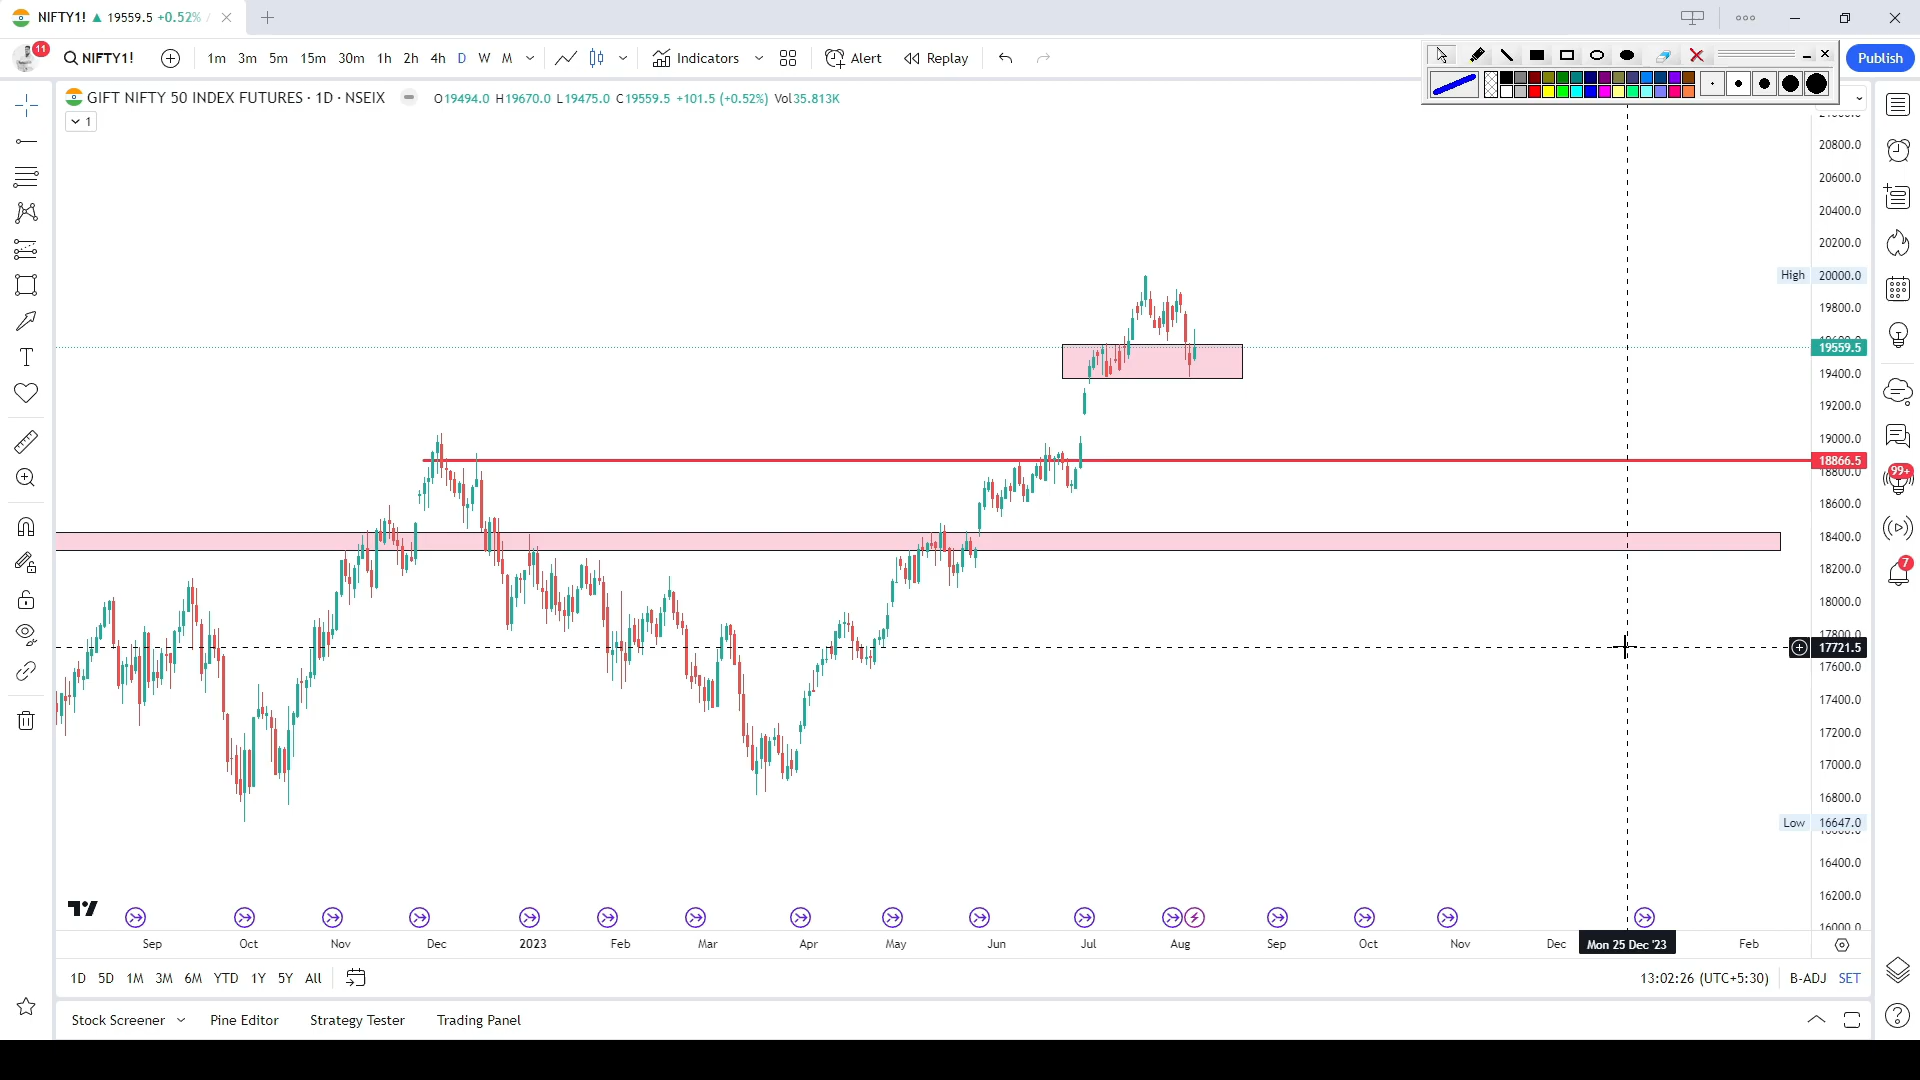 NIFTY1! ▲ 19559.5 +0.52% /
11
NIFTY1!
1m 3m 5m 15m 30m 1h 2h 4h D W M
Indicators
Alert
Replay
Publish
GIFT NIFTY 50 INDEX FUTURES · 1D · NSEIX
O19494.0 H19670.0 L19475.0 C19559.5 +101.5 (+0.52%) Vol35.813K
1
20800.0
20600.0
20400.0
20200.0
High 20000.0
19800.0
19559.5
19400.0
19200.0
19000.0
18866.5
18800.0
18600.0
18400.0
18200.0
18000.0
17800.0
17721.5
17600.0
17400.0
17200.0
17000.0
16800.0
Low 16647.0
16400.0
16200.0
16000.0
99+
7
Sep Oct Nov Dec 2023 Feb Mar Apr May Jun Jul Aug Sep Oct Nov Dec Mon 25 Dec '23 Feb
1D 5D 1M 3M 6M YTD 1Y 5Y All
13:02:26 (UTC+5:30) B-ADJ SET
Stock Screener Pine Editor Strategy Tester Trading Panel